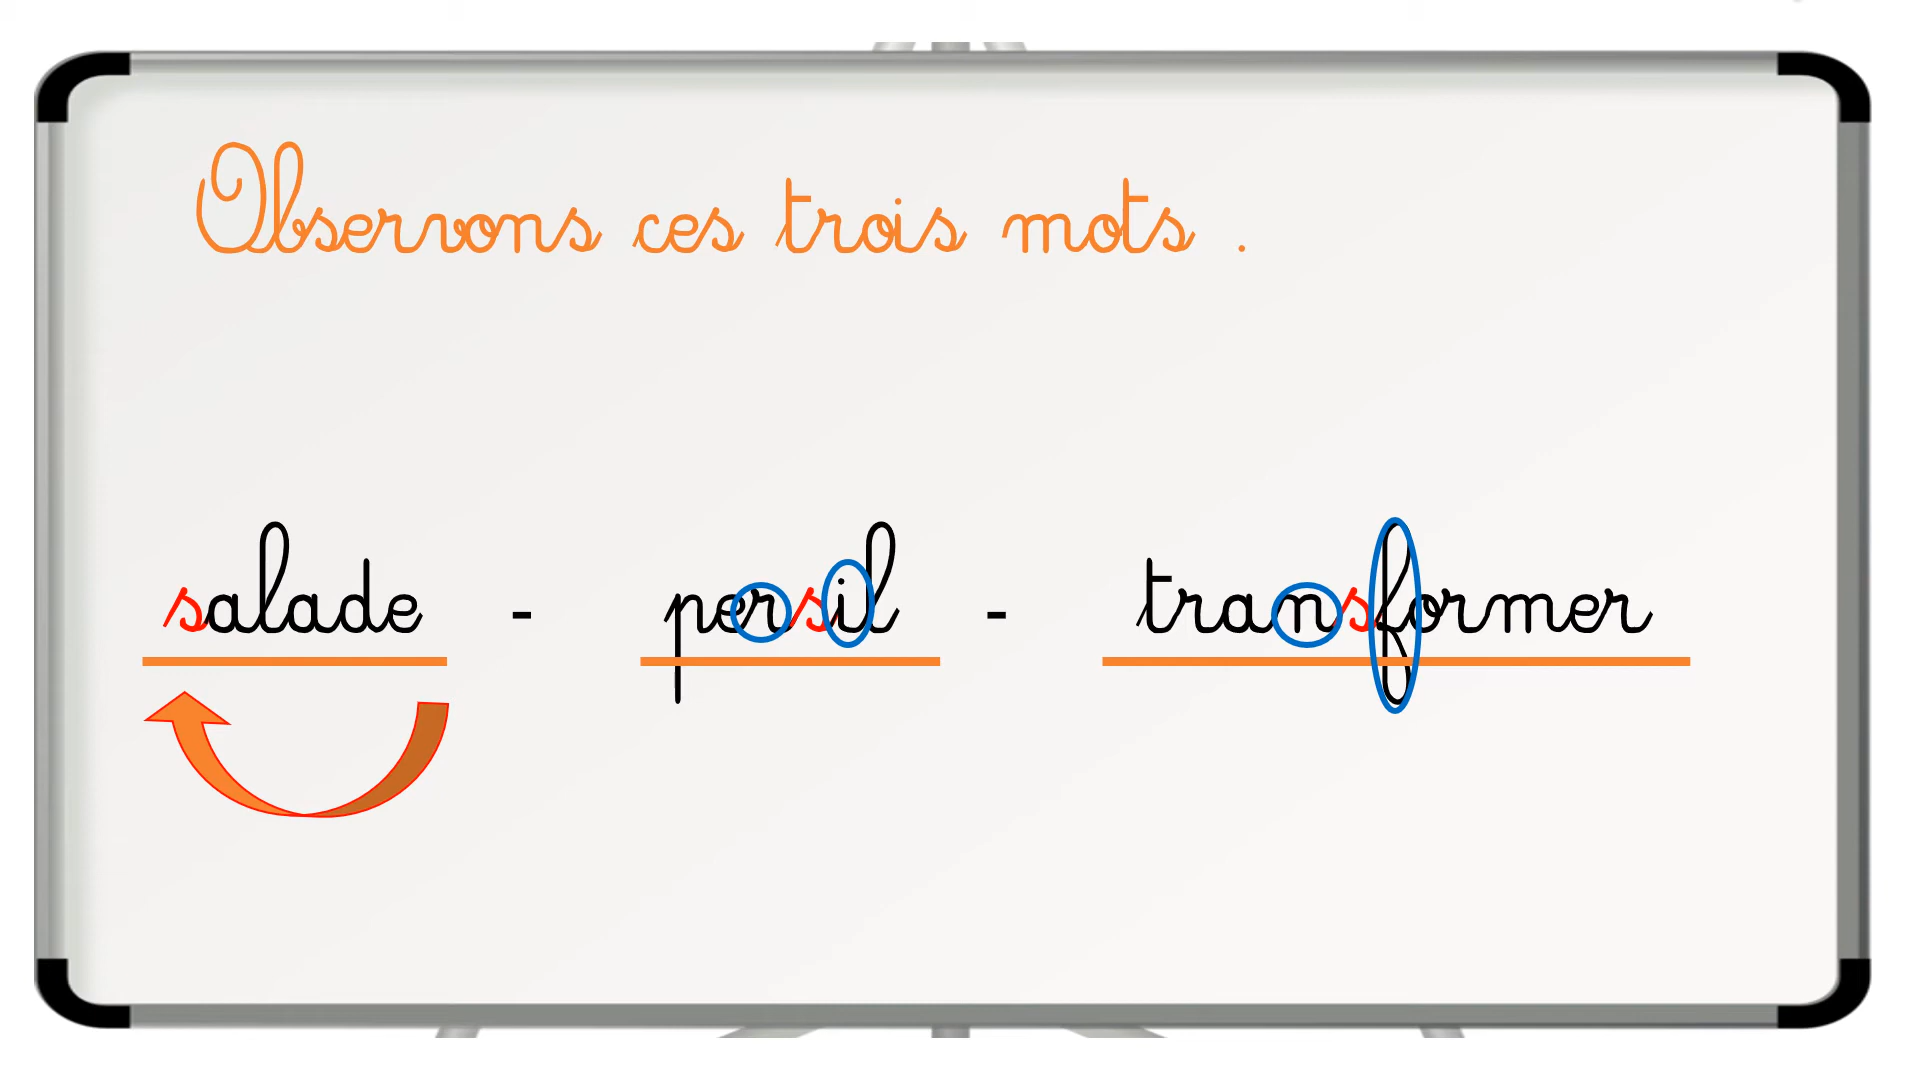 Observons ces trois mots .
salade - persil - transformer